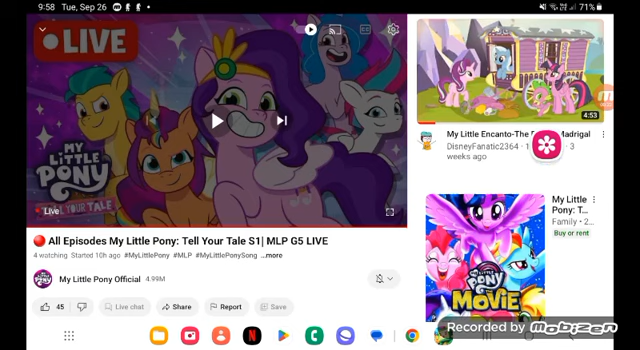 9:58 Tue, Sep 26
71%
LIVE
MY
LITTLE
PONY
TELL YOUR TALE
Live
🔴 All Episodes My Little Pony: Tell Your Tale S1| MLP G5 LIVE
4 watching Started 10h ago #MyLittlePony #MLP #MyLittlePonySong ...more
My Little Pony Official 4.99M
45
Live chat
Share
Report
Save
4:53
My Little Encanto-The Madrigal
DisneyFanatic2364 · 1 3
weeks ago
My Little
Pony: T...
Family • 2...
Buy or rent
MY LITTLE
PONY
MOVIE
Recorded by mobizen